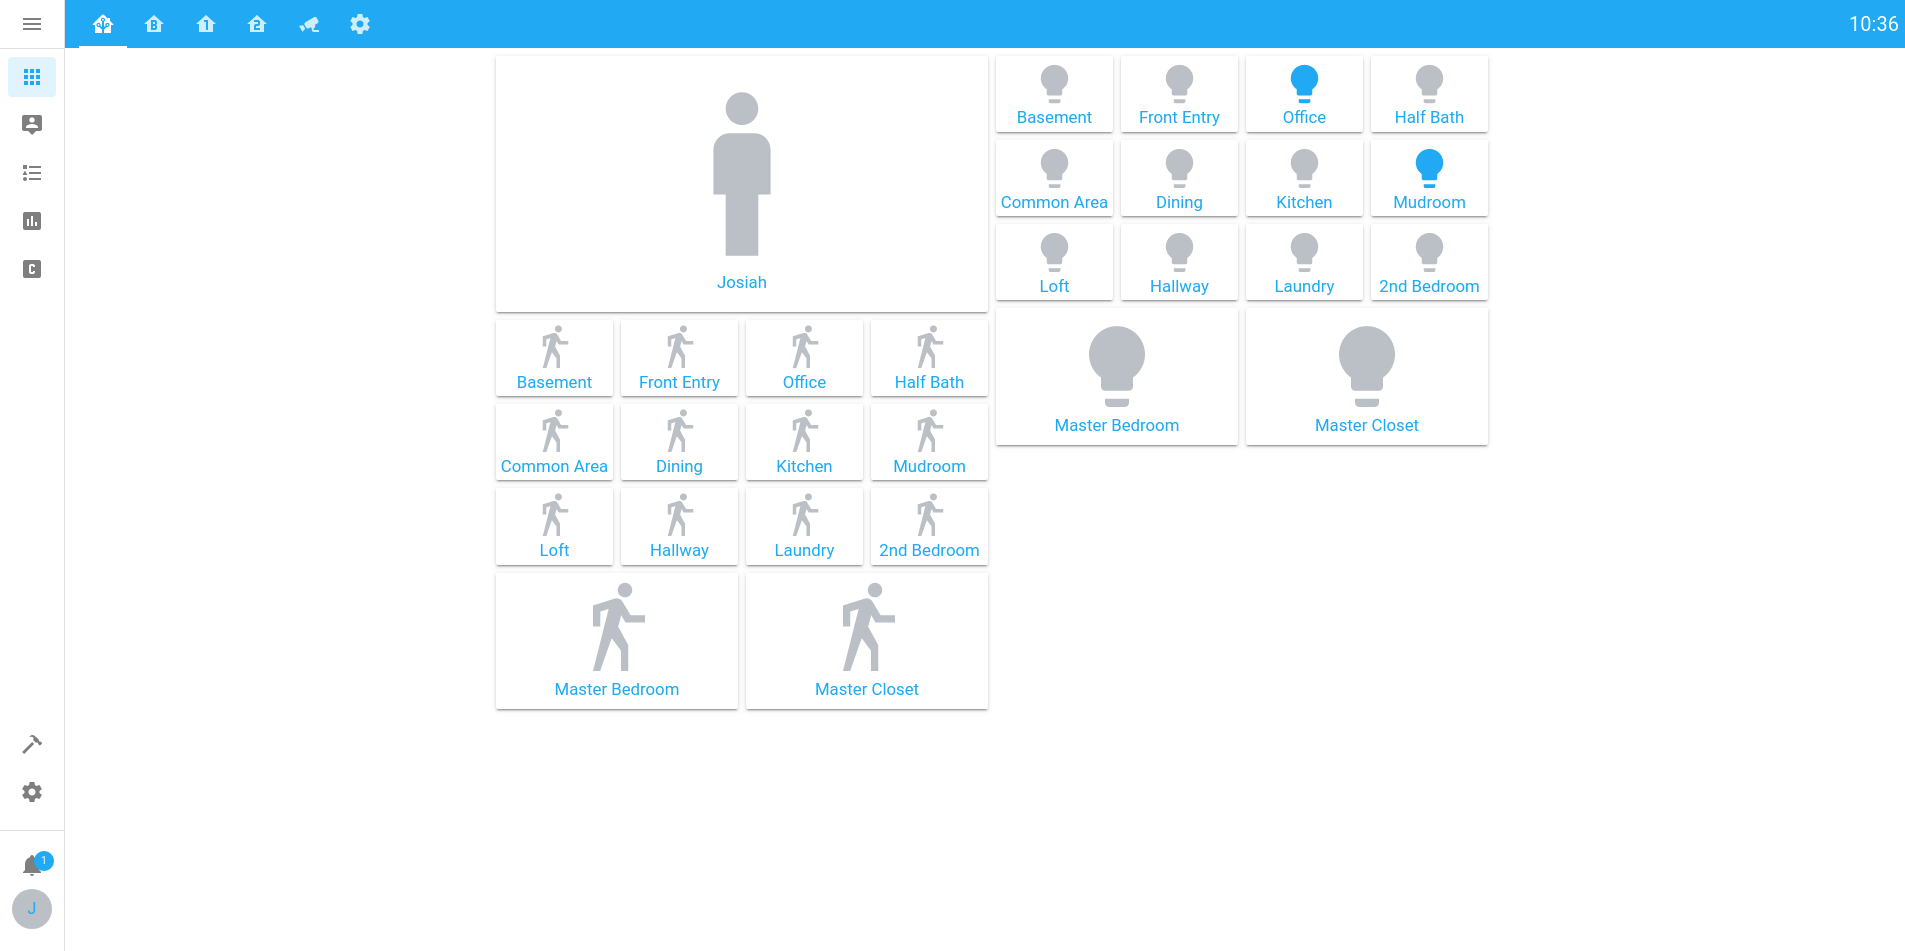 B 1 2 10:36
C
1
J
Josiah
Basement Front Entry Office Half Bath
Common Area Dining Kitchen Mudroom
Loft Hallway Laundry 2nd Bedroom
Master Bedroom Master Closet
Basement Front Entry Office Half Bath
Common Area Dining Kitchen Mudroom
Loft Hallway Laundry 2nd Bedroom
Master Bedroom Master Closet